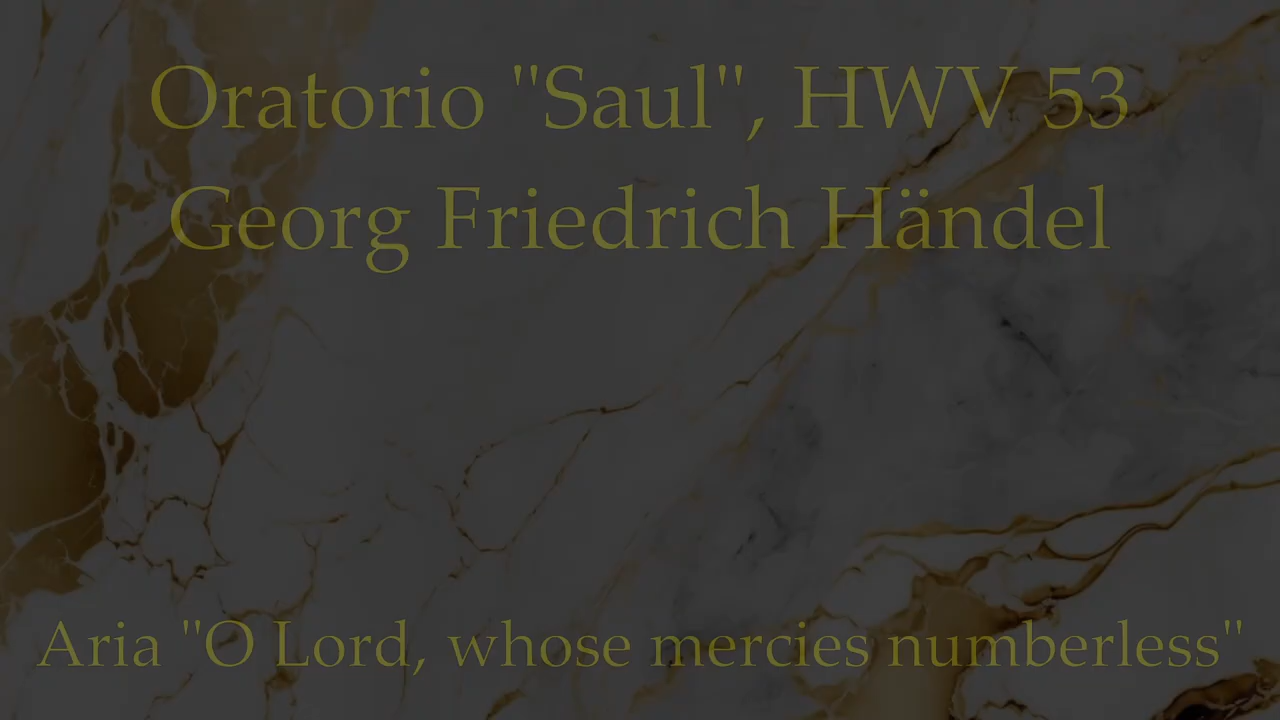 Oratorio "Saul", HWV 53
Georg Friedrich Händel
Aria "O Lord, whose mercies numberless"